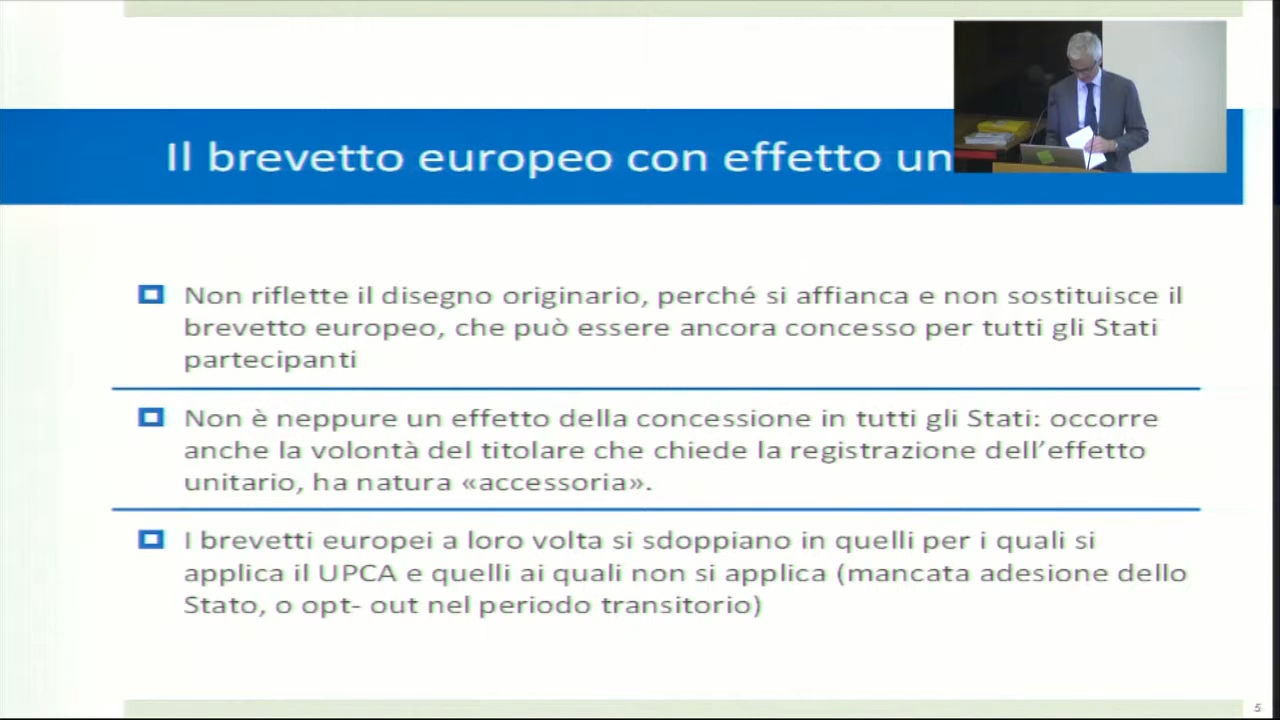 Il brevetto europeo con effetto un
Non riflette il disegno originario, perché si affianca e non sostituisce il
brevetto europeo, che può essere ancora concesso per tutti gli Stati
partecipanti
Non è neppure un effetto della concessione in tutti gli Stati: occorre
anche la volontà del titolare che chiede la registrazione dell’effetto
unitario, ha natura «accessoria».
I brevetti europei a loro volta si sdoppiano in quelli per i quali si
applica il UPCA e quelli ai quali non si applica (mancata adesione dello
Stato, o opt- out nel periodo transitorio)
5